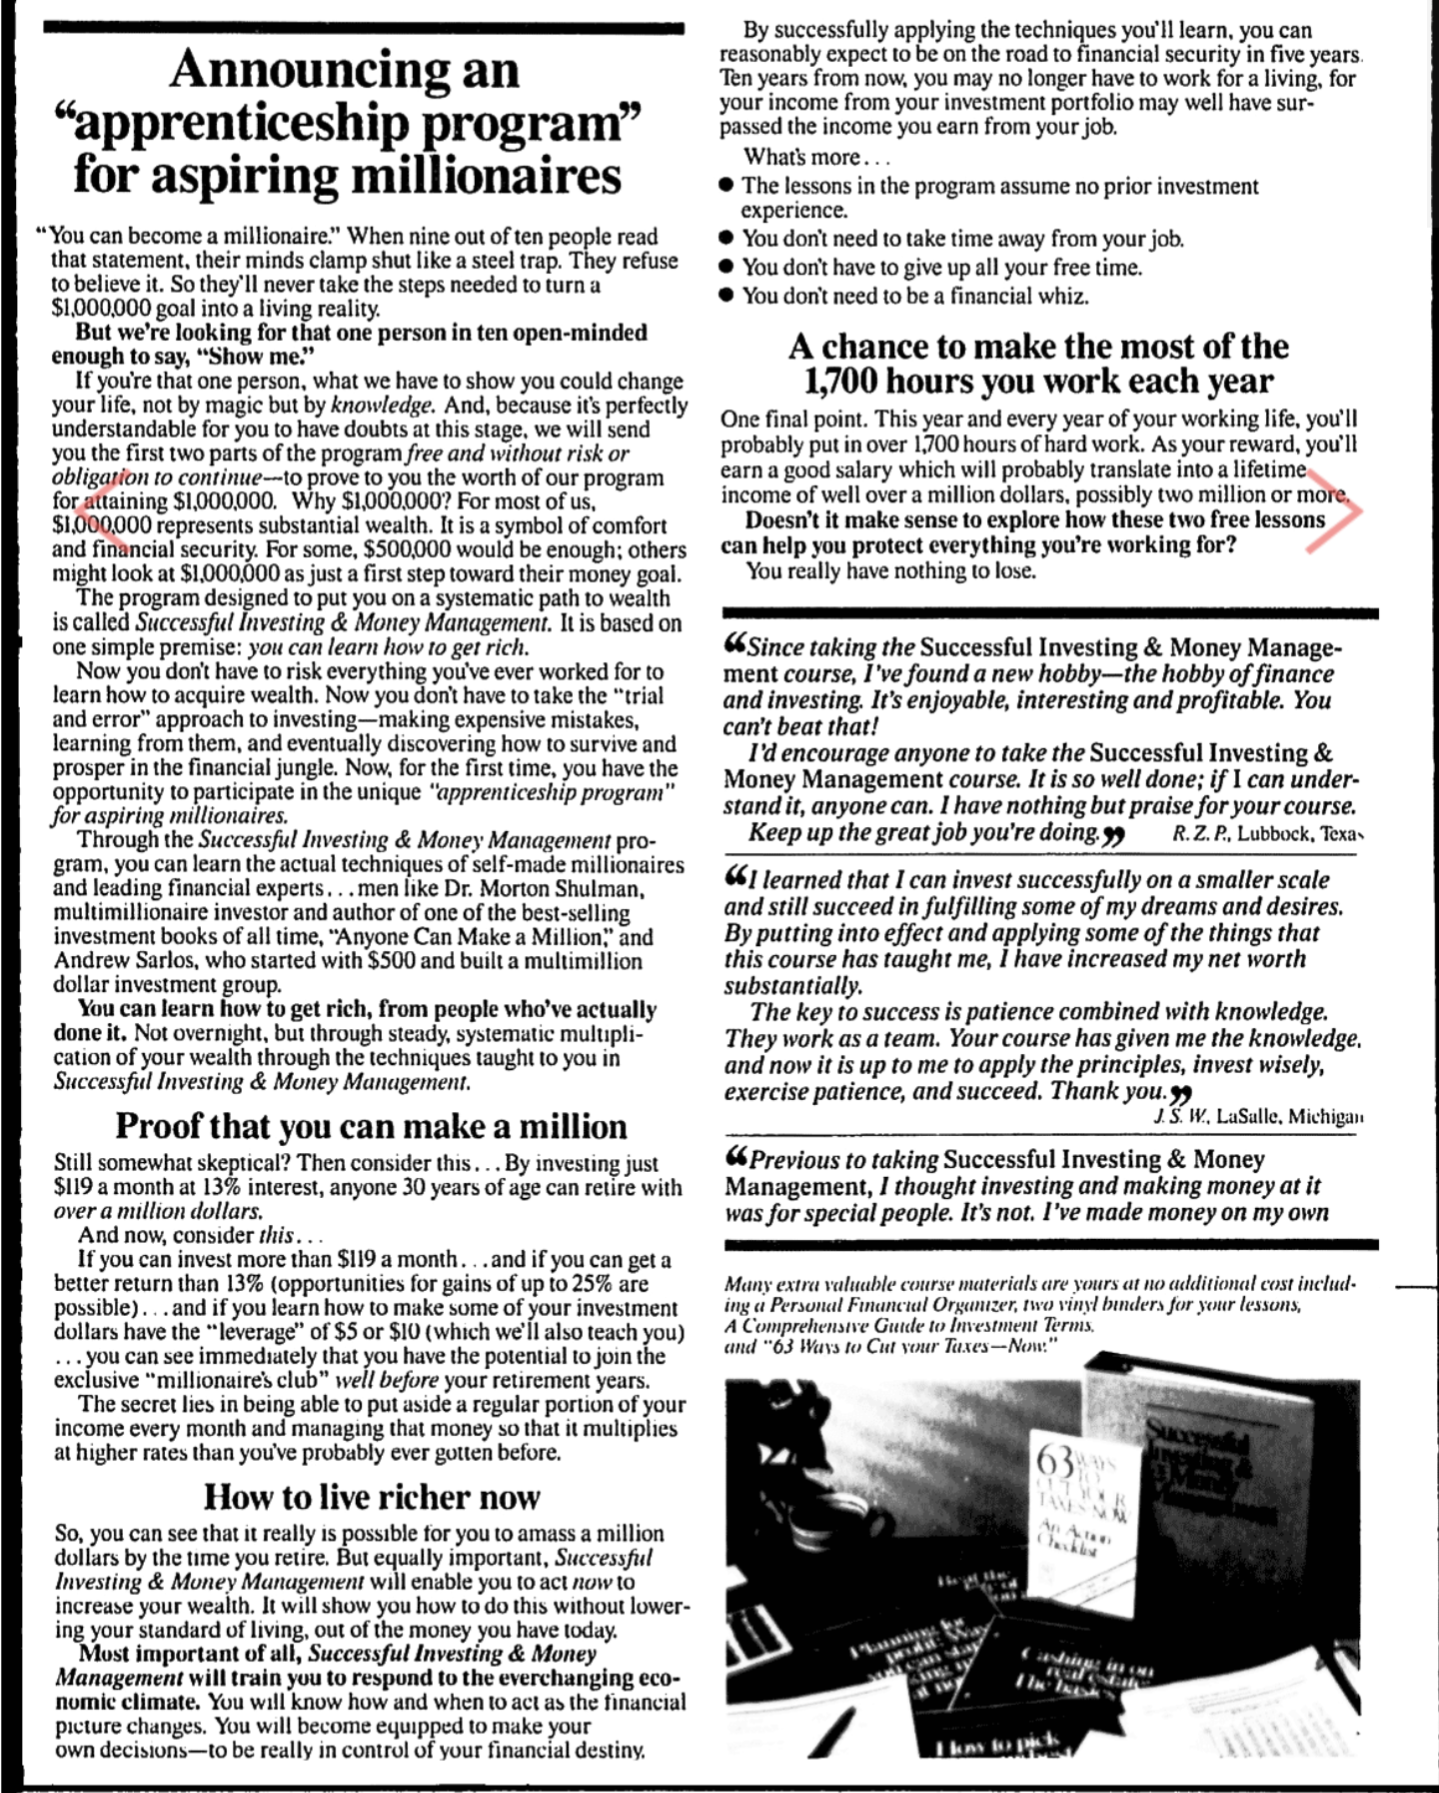 Announcing an
“apprenticeship program”
for aspiring millionaires
“You can become a millionaire.” When nine out of ten people read
that statement, their minds clamp shut like a steel trap. They refuse
to believe it. So they'll never take the steps needed to turn a
$1,000,000 goal into a living reality.
But we're looking for that one person in ten open-minded
enough to say, “Show me.”
If you're that one person, what we have to show you could change
your life, not by magic but by knowledge. And, because it's perfectly
understandable for you to have doubts at this stage, we will send
you the first two parts of the program free and without risk or
obligation to continue—to prove to you the worth of our program
for attaining $1,000,000. Why $1,000,000? For most of us,
$1,000,000 represents substantial wealth. It is a symbol of comfort
and financial security. For some, $500,000 would be enough; others
might look at $1,000,000 as just a first step toward their money goal.
The program designed to put you on a systematic path to wealth
is called Successful Investing & Money Management. It is based on
one simple premise: you can learn how to get rich.
Now you don't have to risk everything you've ever worked for to
learn how to acquire wealth. Now you don't have to take the “trial
and error” approach to investing—making expensive mistakes,
learning from them, and eventually discovering how to survive and
prosper in the financial jungle. Now, for the first time, you have the
opportunity to participate in the unique “apprenticeship program”
for aspiring millionaires.
Through the Successful Investing & Money Management pro-
gram, you can learn the actual techniques of self-made millionaires
and leading financial experts...men like Dr. Morton Shulman,
multimillionaire investor and author of one of the best-selling
investment books of all time, “Anyone Can Make a Million,” and
Andrew Sarlos, who started with $500 and built a multimillion
dollar investment group.
You can learn how to get rich, from people who've actually
done it. Not overnight, but through steady, systematic multipli-
cation of your wealth through the techniques taught to you in
Successful Investing & Money Management.
Proof that you can make a million
Still somewhat skeptical? Then consider this...By investing just
$119 a month at 13% interest, anyone 30 years of age can retire with
over a million dollars.
And now, consider this...
If you can invest more than $119 a month...and if you can get a
better return than 13% (opportunities for gains of up to 25% are
possible)...and if you learn how to make some of your investment
dollars have the “leverage” of $5 or $10 (which we'll also teach you)
...you can see immediately that you have the potential to join the
exclusive “millionaire's club” well before your retirement years.
The secret lies in being able to put aside a regular portion of your
income every month and managing that money so that it multiplies
at higher rates than you've probably ever gotten before.
How to live richer now
So, you can see that it really is possible for you to amass a million
dollars by the time you retire. But equally important, Successful
Investing & Money Management will enable you to act now to
increase your wealth. It will show you how to do this without lower-
ing your standard of living, out of the money you have today.
Most important of all, Successful Investing & Money
Management will train you to respond to the everchanging eco-
nomic climate. You will know how and when to act as the financial
picture changes. You will become equipped to make your
own decisions—to be really in control of your financial destiny.
By successfully applying the techniques you'll learn, you can
reasonably expect to be on the road to financial security in five years.
Ten years from now, you may no longer have to work for a living, for
your income from your investment portfolio may well have sur-
passed the income you earn from your job.
What's more...
● The lessons in the program assume no prior investment
experience.
● You don't need to take time away from your job.
● You don't have to give up all your free time.
● You don't need to be a financial whiz.
A chance to make the most of the
1,700 hours you work each year
One final point. This year and every year of your working life, you'll
probably put in over 1,700 hours of hard work. As your reward, you'll
earn a good salary which will probably translate into a lifetime
income of well over a million dollars, possibly two million or more.
Doesn't it make sense to explore how these two free lessons
can help you protect everything you're working for?
You really have nothing to lose.
“Since taking the Successful Investing & Money Manage-
ment course, I've found a new hobby—the hobby of finance
and investing. It's enjoyable, interesting and profitable. You
can't beat that!
I'd encourage anyone to take the Successful Investing &
Money Management course. It is so well done; if I can under-
stand it, anyone can. I have nothing but praise for your course.
Keep up the great job you're doing.” R. Z. P., Lubbock, Texas
“I learned that I can invest successfully on a smaller scale
and still succeed in fulfilling some of my dreams and desires.
By putting into effect and applying some of the things that
this course has taught me, I have increased my net worth
substantially.
The key to success is patience combined with knowledge.
They work as a team. Your course has given me the knowledge,
and now it is up to me to apply the principles, invest wisely,
exercise patience, and succeed. Thank you.”
J. S. W., LaSalle, Michigan
“Previous to taking Successful Investing & Money
Management, I thought investing and making money at it
was for special people. It's not. I've made money on my own
Many extra valuable course materials are yours at no additional cost includ-
ing a Personal Financial Organizer, two vinyl binders for your lessons,
A Comprehensive Guide to Investment Terms,
and “63 Ways to Cut your Taxes—Now.”
Successful
Investing &
Money
Management
63 WAYS
TO
CUT YOUR
TAXES NOW
An Action
Checklist
Planning for
Cashing in on
real estate
The basics
How to pick